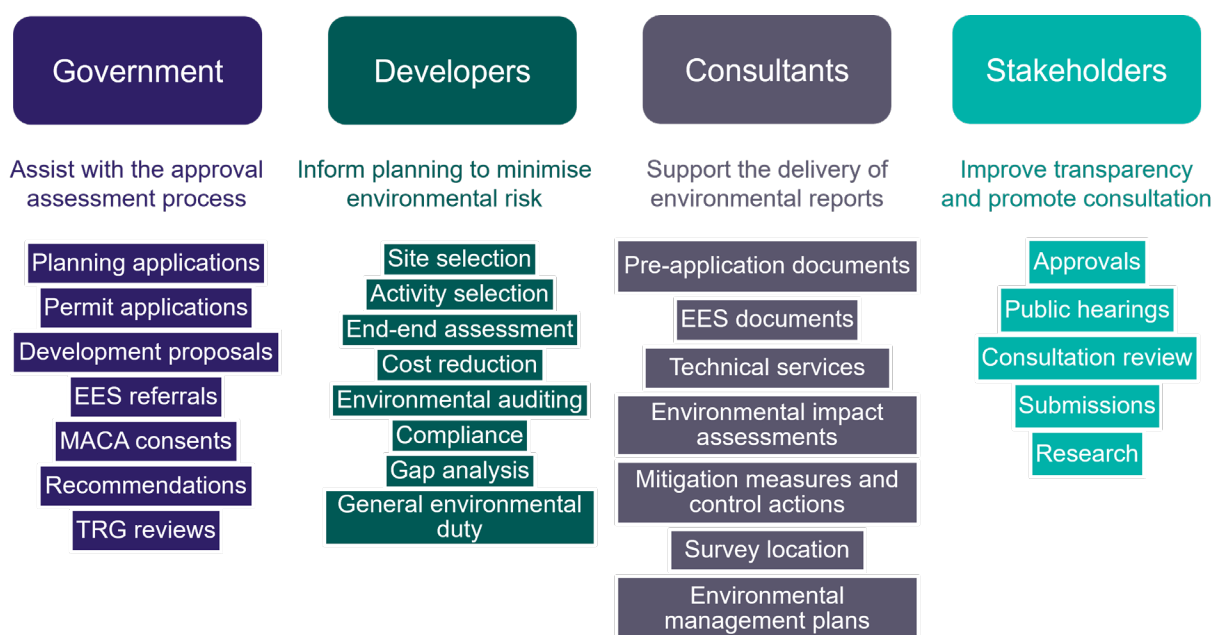 Government
Assist with the approval
assessment process
Planning applications
Permit applications
Development proposals
EES referrals
MACA consents
Recommendations
TRG reviews
Developers
Inform planning to minimise
environmental risk
Site selection
Activity selection
End-end assessment
Cost reduction
Environmental auditing
Compliance
Gap analysis
General environmental
duty
Consultants
Support the delivery of
environmental reports
Pre-application documents
EES documents
Technical services
Environmental impact
assessments
Mitigation measures and
control actions
Survey location
Environmental
management plans
Stakeholders
Improve transparency
and promote consultation
Approvals
Public hearings
Consultation review
Submissions
Research